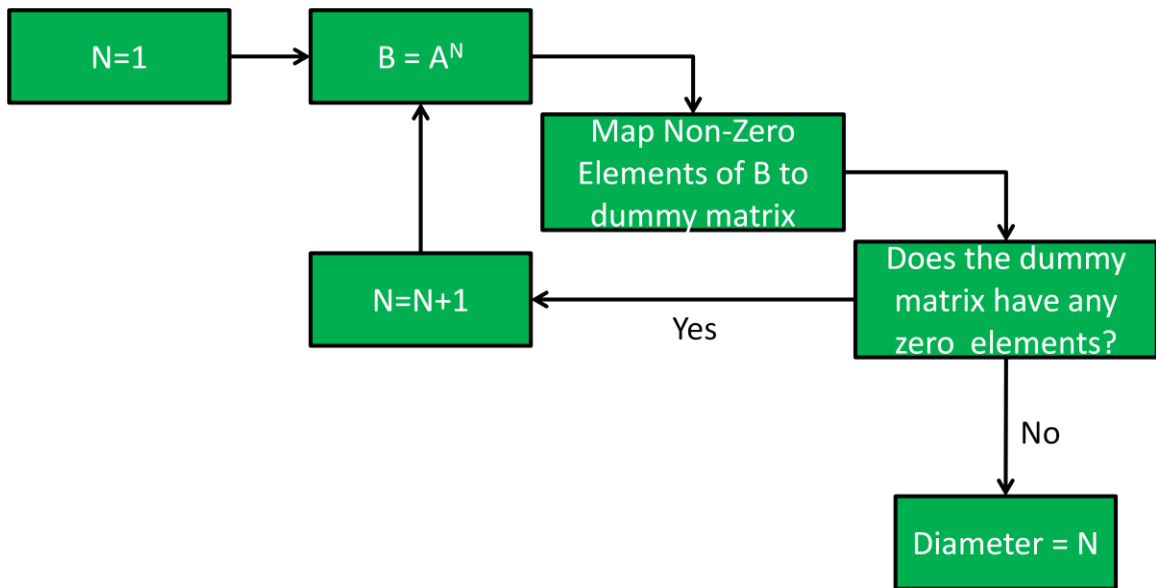 N=1
B = Aᴺ
Map Non-Zero
Elements of B to
dummy matrix
Does the dummy
matrix have any
zero elements?
N=N+1
Yes
No
Diameter = N